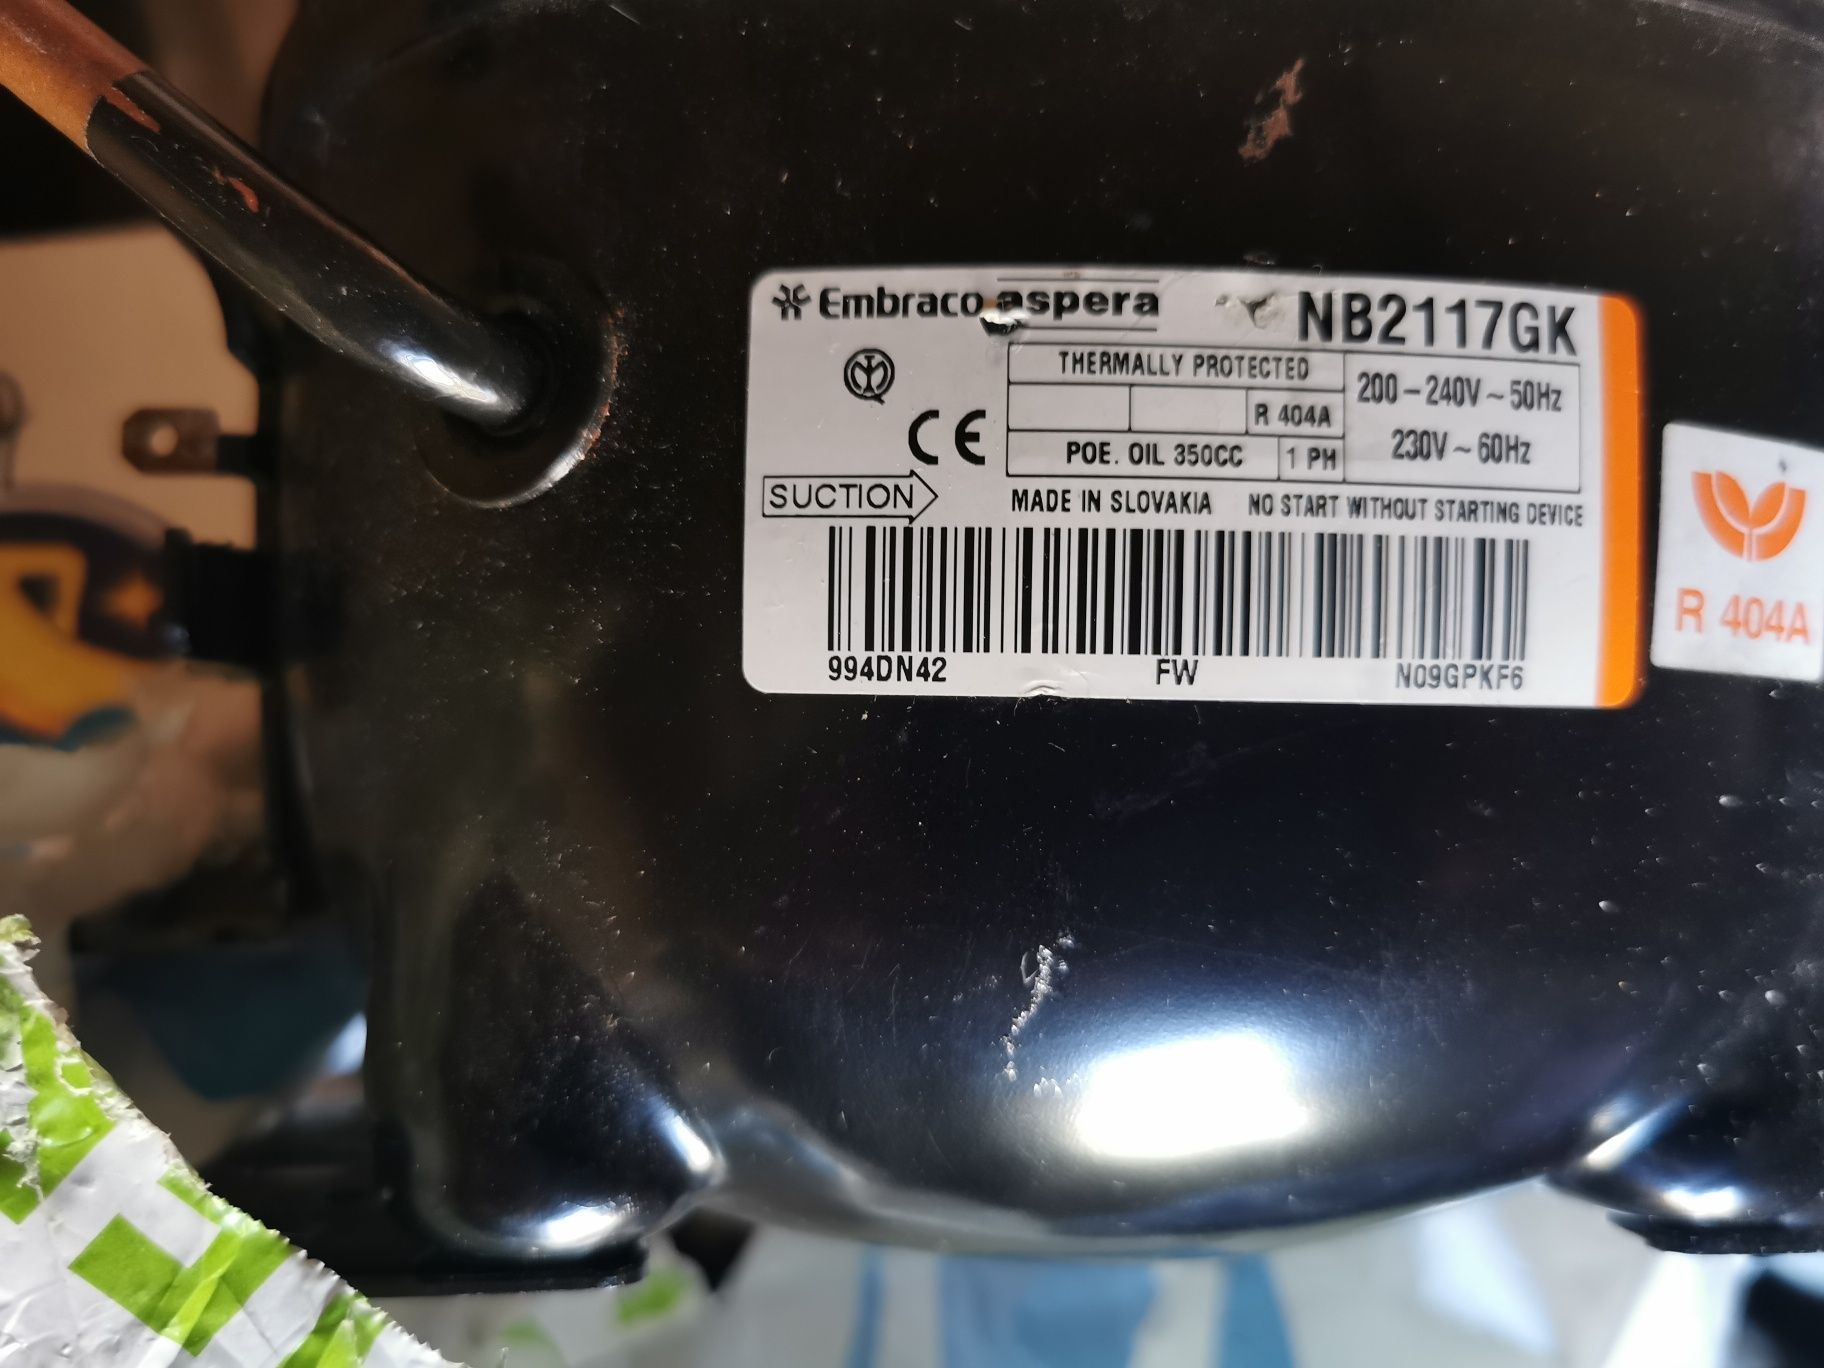 Embraco aspera
NB2117GK
THERMALLY PROTECTED
200-240V~50Hz
R 404A
230V~60Hz
POE. OIL 350CC
1 PH
CE
SUCTION
MADE IN SLOVAKIA
NO START WITHOUT STARTING DEVICE
994DN42
FW
N09GPKF6
R 404A